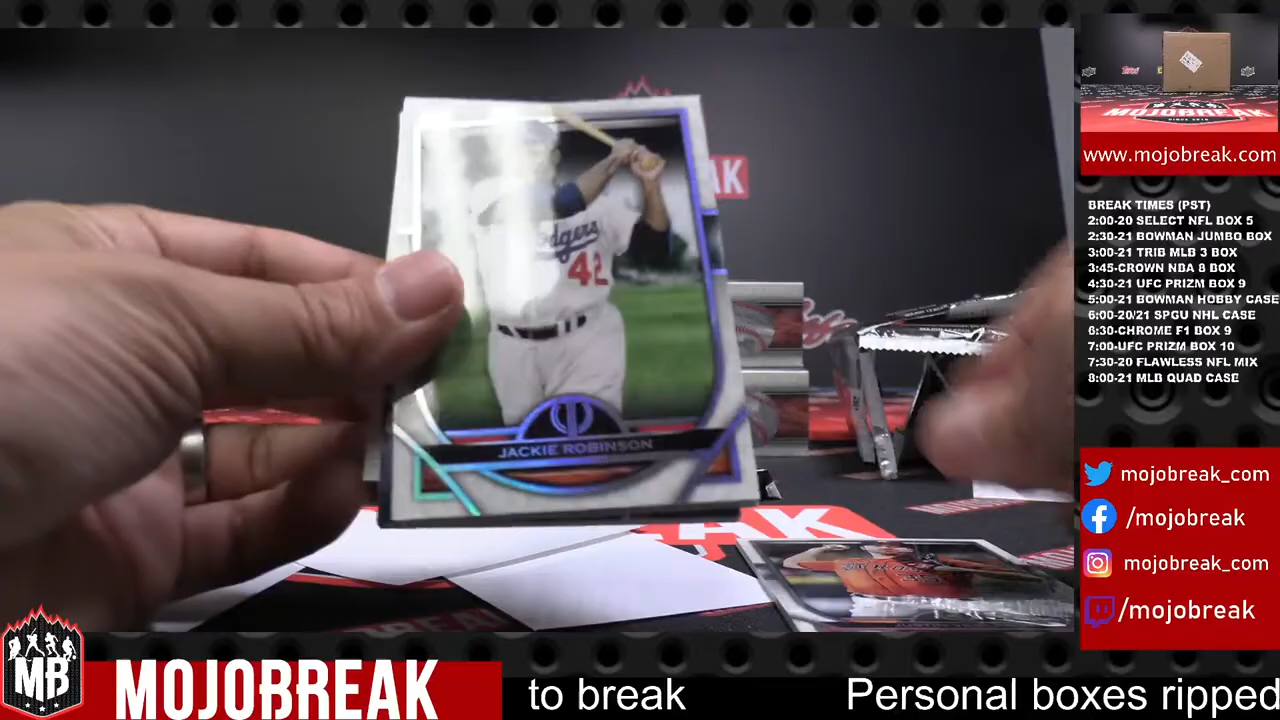 odgers
42
JACKIE ROBINSON
AK
MOJOBREAK
www.mojobreak.com
BREAK TIMES (PST)
2:00-20 SELECT NFL BOX 5
2:30-21 BOWMAN JUMBO BOX
3:00-21 TRIB MLB 3 BOX
3:45-CROWN NBA 8 BOX
4:30-21 UFC PRIZM BOX 9
5:00-21 BOWMAN HOBBY CASE
6:00-20/21 SPGU NHL CASE
6:30-CHROME F1 BOX 9
7:00-UFC PRIZM BOX 10
7:30-20 FLAWLESS NFL MIX
8:00-21 MLB QUAD CASE
mojobreak_com
/mojobreak
mojobreak_com
/mojobreak
MB
MOJOBREAK
to break
Personal boxes ripped